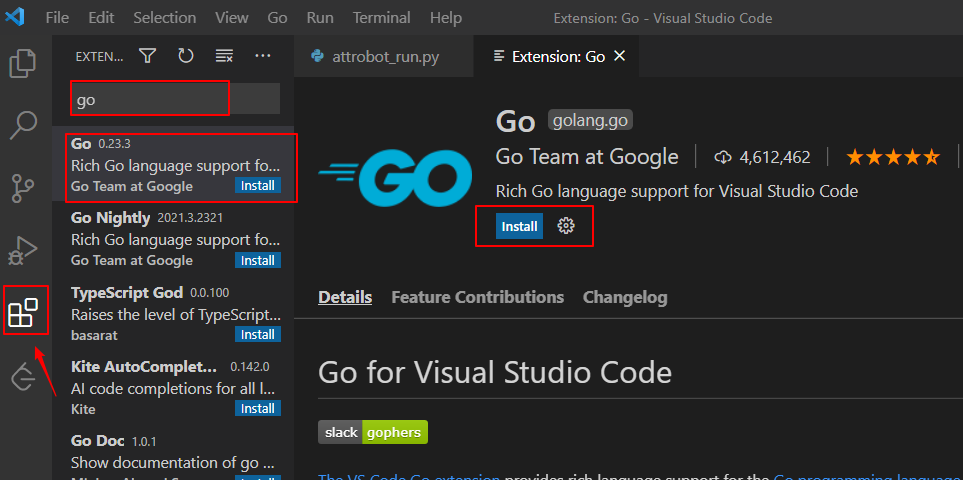 File Edit Selection View Go Run Terminal Help Extension: Go - Visual Studio Code
EXTEN... ...
go
Go 0.23.3
Rich Go language support fo...
Go Team at Google Install
Go Nightly 2021.3.2321
Rich Go language support fo...
Go Team at Google Install
TypeScript God 0.0.100
Raises the level of TypeScript...
basarat Install
Kite AutoComplet... 0.142.0
AI code completions for all l...
Kite Install
Go Doc 1.0.1
Show documentation of go ...
attrobot_run.py Extension: Go
GO
Go golang.go
Go Team at Google 4,612,462
Rich Go language support for Visual Studio Code
Install
Details Feature Contributions Changelog
Go for Visual Studio Code
slack gophers
The VS Code Go extension provides rich language support for the Go programming language